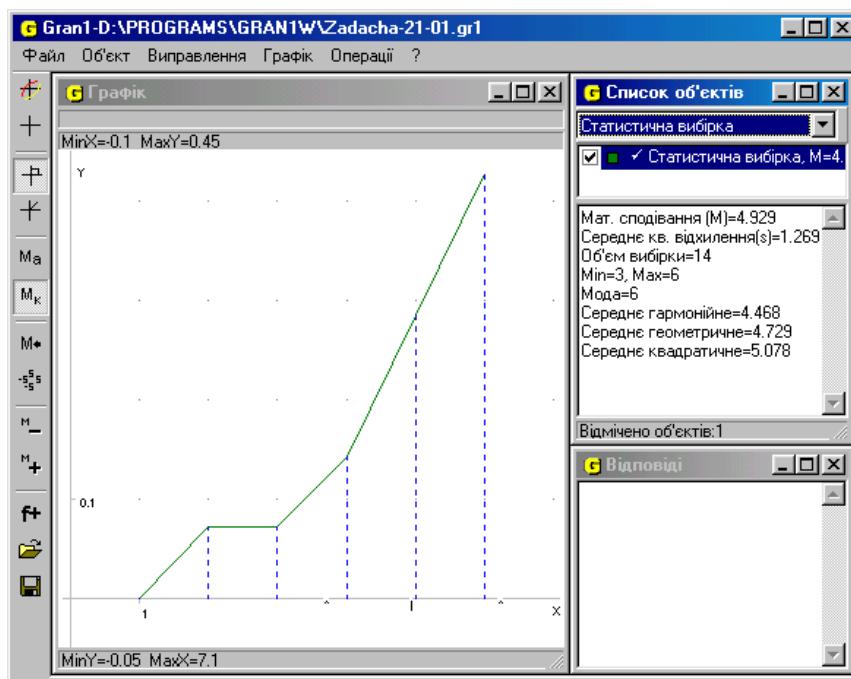 Gran1-D:\PROGRAMS\GRAN1W\Zadacha-21-01.gr1
Файл Об'єкт Виправлення Графік Операції ?
Графік
MinX=-0.1 MaxY=0.45
Y
0.1
1
X
MinY=-0.05 MaxX=7.1
Ma
Mк
M
-s s s s
M
M
f+
Список об'єктів
Статистична вибірка
Статистична вибірка, M=4.
Мат. сподівання (M)=4.929
Середнє кв. відхилення(s)=1.269
Об'єм вибірки=14
Min=3, Max=6
Мода=6
Середнє гармонійне=4.468
Середнє геометричне=4.729
Середнє квадратичне=5.078
Відмічено об'єктів:1
Відповіді